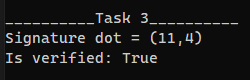 __________Task 3__________
Signature dot = (11,4)
Is verified: True